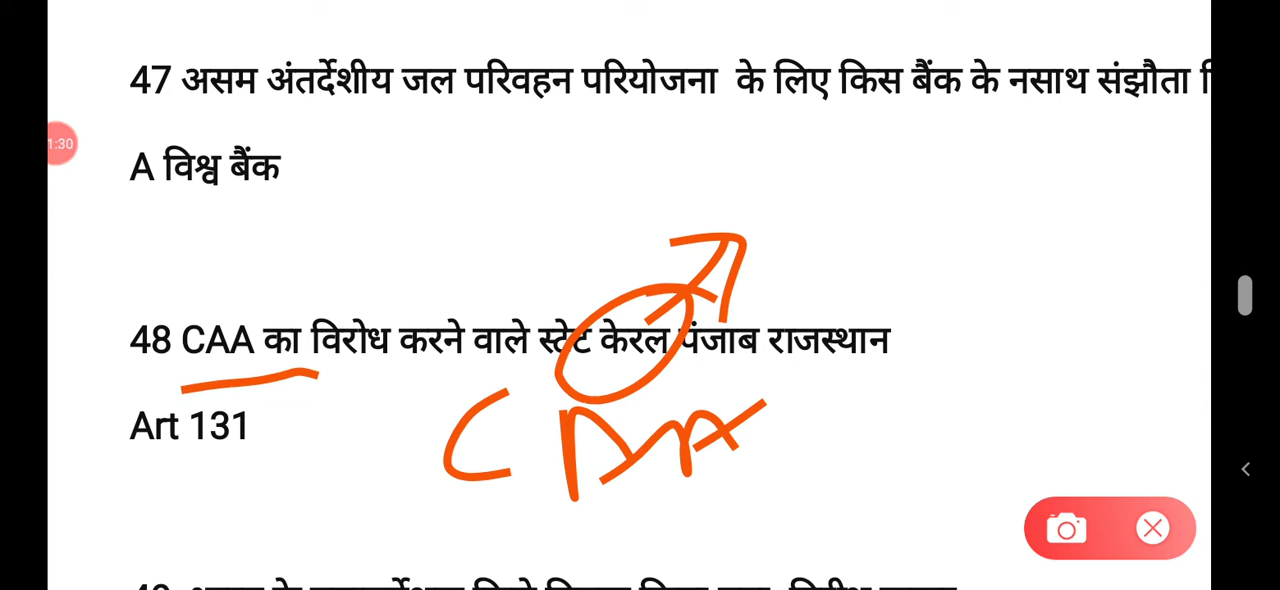 47 असम अंतर्देशीय जल परिवहन परियोजना के लिए किस बैंक के नसाथ संझौता
1:30
A विश्व बैंक
48 CAA का विरोध करने वाले स्टेट केरल पंजाब राजस्थान
Art 131